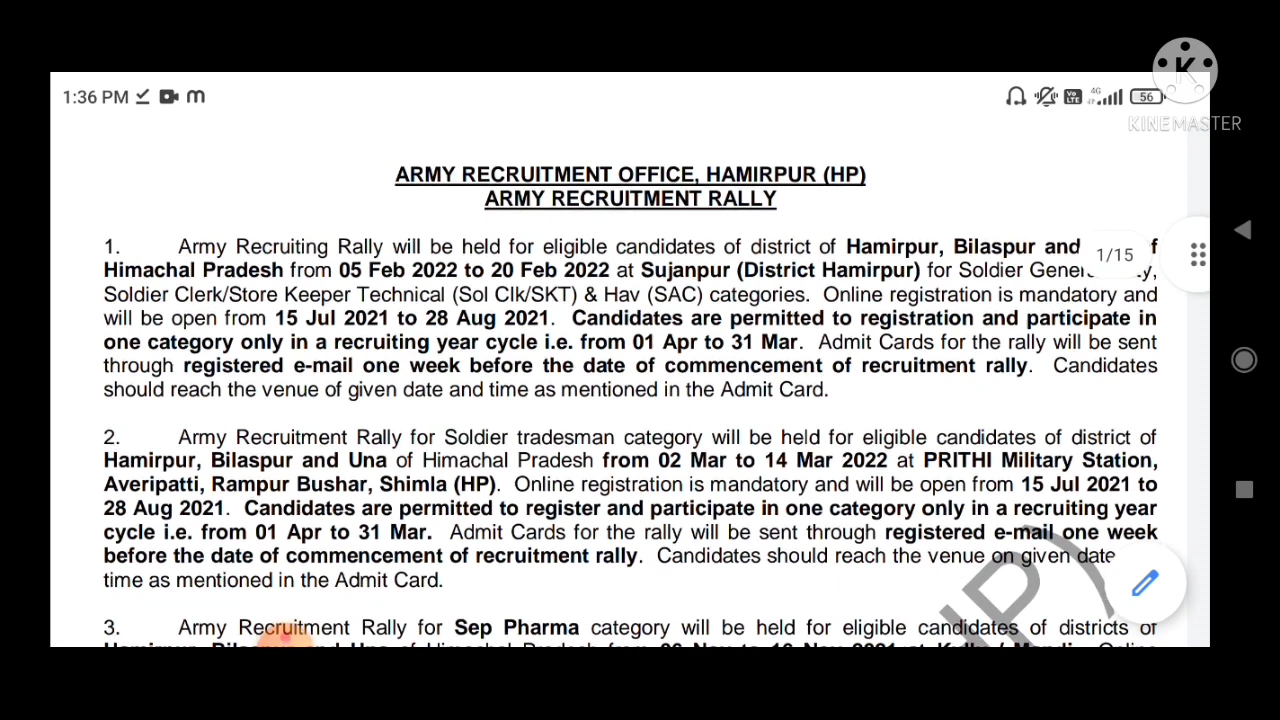 1:36 PM
4G
Vo LTE
56
KINEMASTER
ARMY RECRUITMENT OFFICE, HAMIRPUR (HP)
ARMY RECRUITMENT RALLY
1/15
1. Army Recruiting Rally will be held for eligible candidates of district of Hamirpur, Bilaspur and
Himachal Pradesh from 05 Feb 2022 to 20 Feb 2022 at Sujanpur (District Hamirpur) for Soldier
Soldier Clerk/Store Keeper Technical (Sol Clk/SKT) & Hav (SAC) categories. Online registration is mandatory and
will be open from 15 Jul 2021 to 28 Aug 2021. Candidates are permitted to registration and participate in
one category only in a recruiting year cycle i.e. from 01 Apr to 31 Mar. Admit Cards for the rally will be sent
through registered e-mail one week before the date of commencement of recruitment rally. Candidates
should reach the venue of given date and time as mentioned in the Admit Card.
2. Army Recruitment Rally for Soldier tradesman category will be held for eligible candidates of district of
Hamirpur, Bilaspur and Una of Himachal Pradesh from 02 Mar to 14 Mar 2022 at PRITHI Military Station,
Averipatti, Rampur Bushar, Shimla (HP). Online registration is mandatory and will be open from 15 Jul 2021 to
28 Aug 2021. Candidates are permitted to register and participate in one category only in a recruiting year
cycle i.e. from 01 Apr to 31 Mar. Admit Cards for the rally will be sent through registered e-mail one week
before the date of commencement of recruitment rally. Candidates should reach the venue on given date
time as mentioned in the Admit Card.
3. Army Recruitment Rally for Sep Pharma category will be held for eligible candidates of districts of